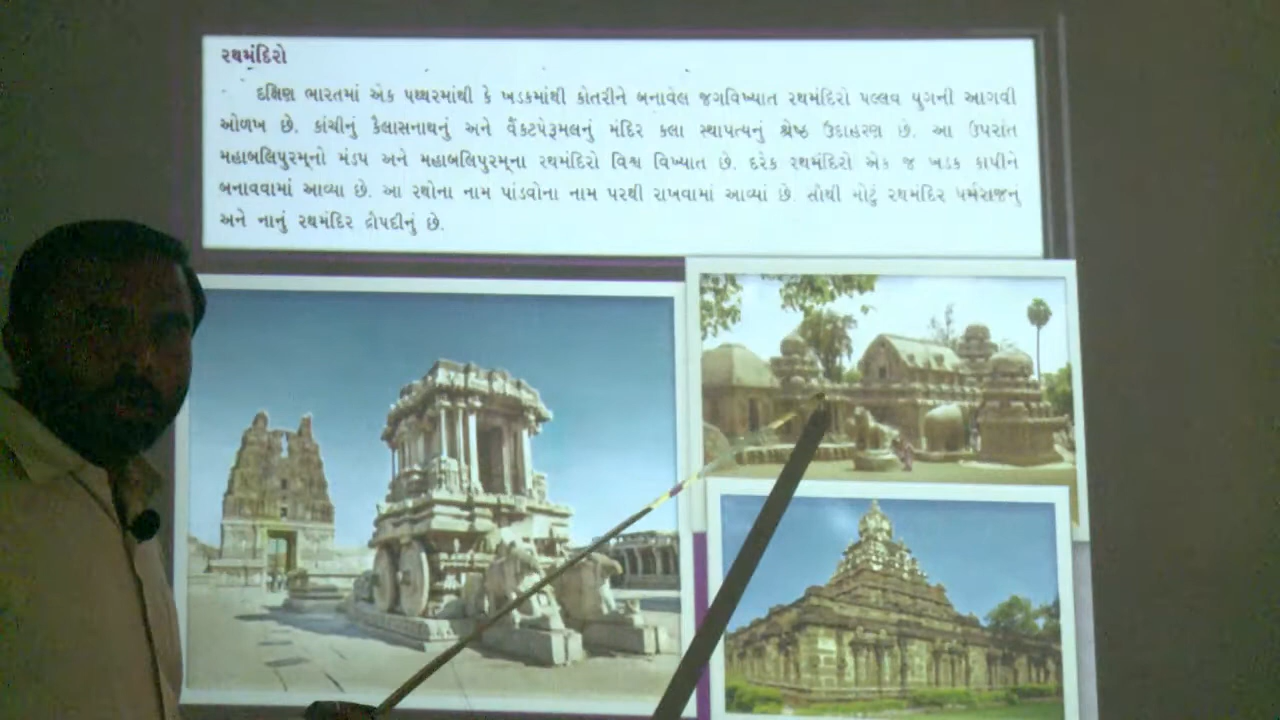 રથમંદિરો
દક્ષિણ ભારતમાં એક પથ્થરમાંથી કે ખડકમાંથી કોતરીને બનાવેલ જગવિખ્યાત રથમંદિરો પલ્લવ યુગની આગવી
ઓળખ છે. કાંચીનું કૈલાસનાથનું અને વૈંકટપેરૂમલનું મંદિર કલા સ્થાપત્યનું શ્રેષ્ઠ ઉદાહરણ છે. આ ઉપરાંત
મહાબલિપુરમ્‌નો મંડપ અને મહાબલિપુરમ્‌ના રથમંદિરો વિશ્વ વિખ્યાત છે. દરેક રથમંદિરો એક જ ખડક કાપીને
બનાવવામાં આવ્યા છે. આ રથોના નામ પાંડવોના નામ પરથી રાખવામાં આવ્યાં છે. સૌથી મોટું રથમંદિર ધર્મરાજનું
અને નાનું રથમંદિર દ્રૌપદીનું છે.